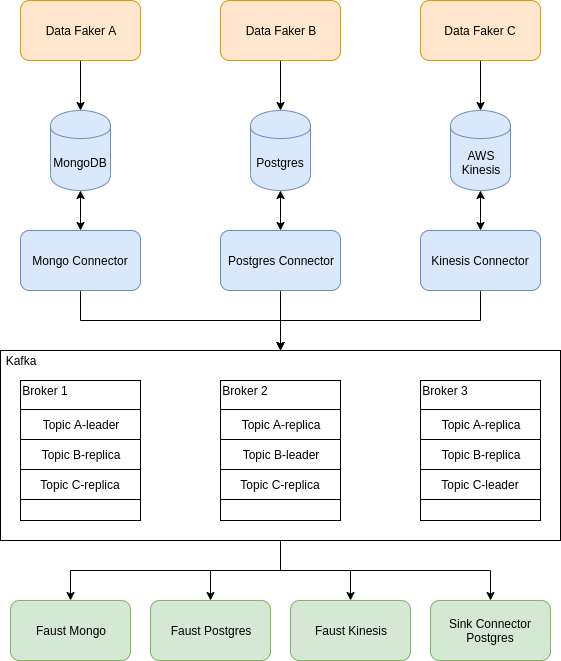 Data Faker A
Data Faker B
Data Faker C
MongoDB
Postgres
AWS
Kinesis
Mongo Connector
Postgres Connector
Kinesis Connector
Kafka
Broker 1
Topic A-leader
Topic B-replica
Topic C-replica
Broker 2
Topic A-replica
Topic B-leader
Topic C-replica
Broker 3
Topic A-replica
Topic B-replica
Topic C-leader
Faust Mongo
Faust Postgres
Faust Kinesis
Sink Connector
Postgres